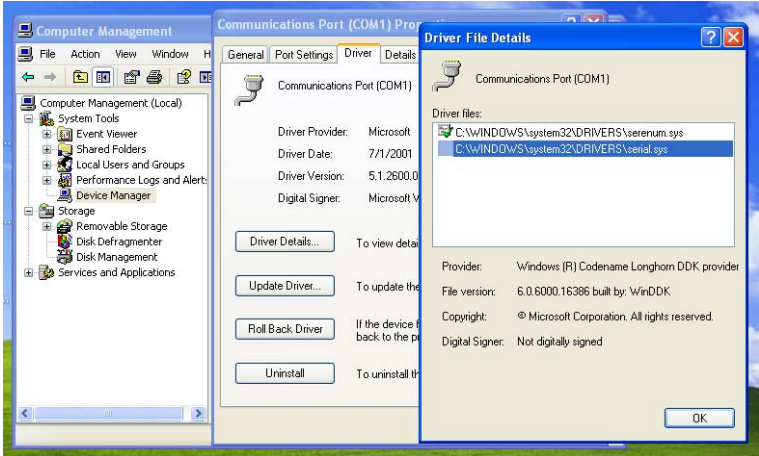 Computer Management
File Action View Window H
Computer Management (Local)
System Tools
Event Viewer
Shared Folders
Local Users and Groups
Performance Logs and Alert:
Device Manager
Storage
Removable Storage
Disk Defragmenter
Disk Management
Services and Applications
Communications Port (COM1) Pro
General Port Settings Driver Details
Communications Port (COM1)
Driver Provider: Microsoft
Driver Date: 7/1/2001
Driver Version: 5.1.2600.0
Digital Signer: Microsoft
Driver Details... To view detai
Update Driver... To update the
Roll Back Driver If the device
back to the
Uninstall To uninstall th
Driver File Details
Communications Port (COM1)
Driver files:
C:\WINDOWS\system32\DRIVERS\serenum.sys
C:\WINDOWS\system32\DRIVERS\serial.sys
Provider: Windows (R) Codename Longhorn DDK provider
File version: 6.0.6000.16386 built by: WinDDK
Copyright: © Microsoft Corporation. All rights reserved.
Digital Signer: Not digitally signed
OK